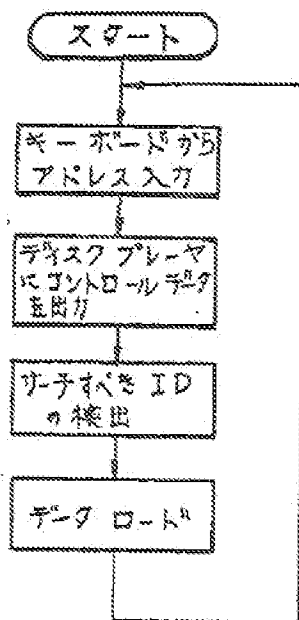 スタート
キーボードから
アドレス入力
ディスクプレーヤ
にコントロールデータ
を出力
サーチすべきID
の検出
データロード